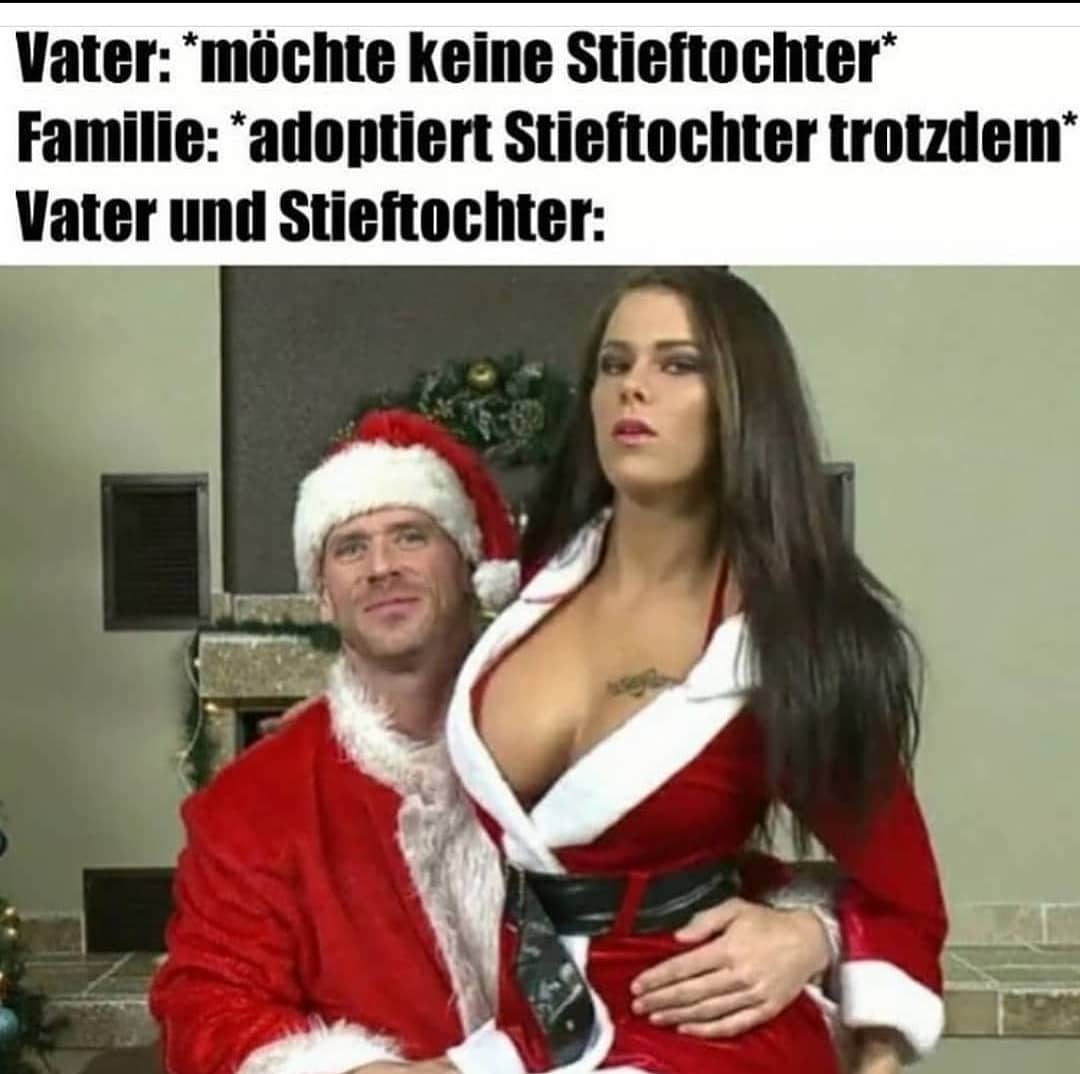 Vater: *möchte keine Stieftochter*
Familie: *adoptiert Stieftochter trotzdem*
Vater und Stieftochter: